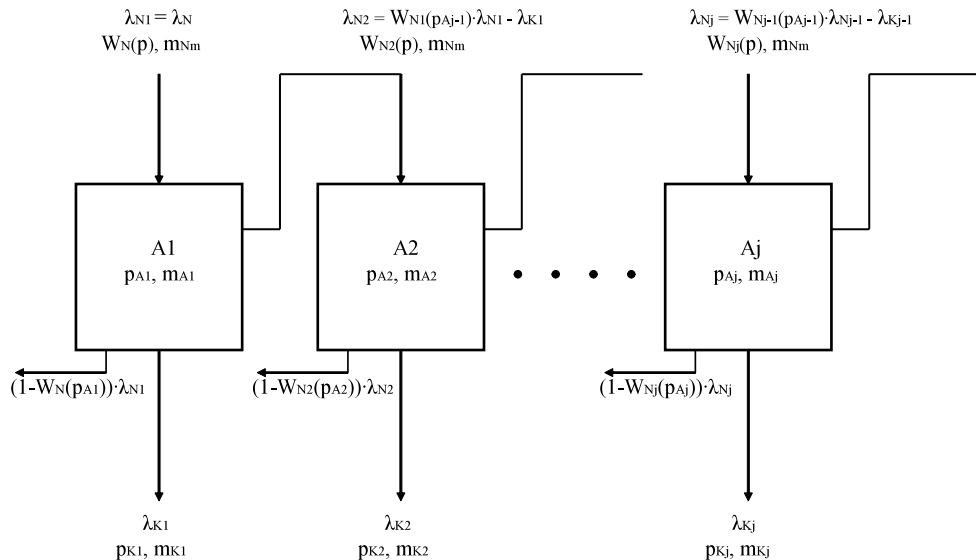 λN1 = λN
WN(p), mNm
λN2 = WN1(pAj-1)·λN1 - λK1
WN2(p), mNm
λNj = WNj-1(pAj-1)·λNj-1 - λKj-1
WNj(p), mNm
A1
pA1, mA1
A2
pA2, mA2
Aj
pAj, mAj
(1-WN(pA1))·λN1
(1-WN2(pA2))·λN2
(1-WNj(pAj))·λNj
λK1
pK1, mK1
λK2
pK2, mK2
λKj
pKj, mKj